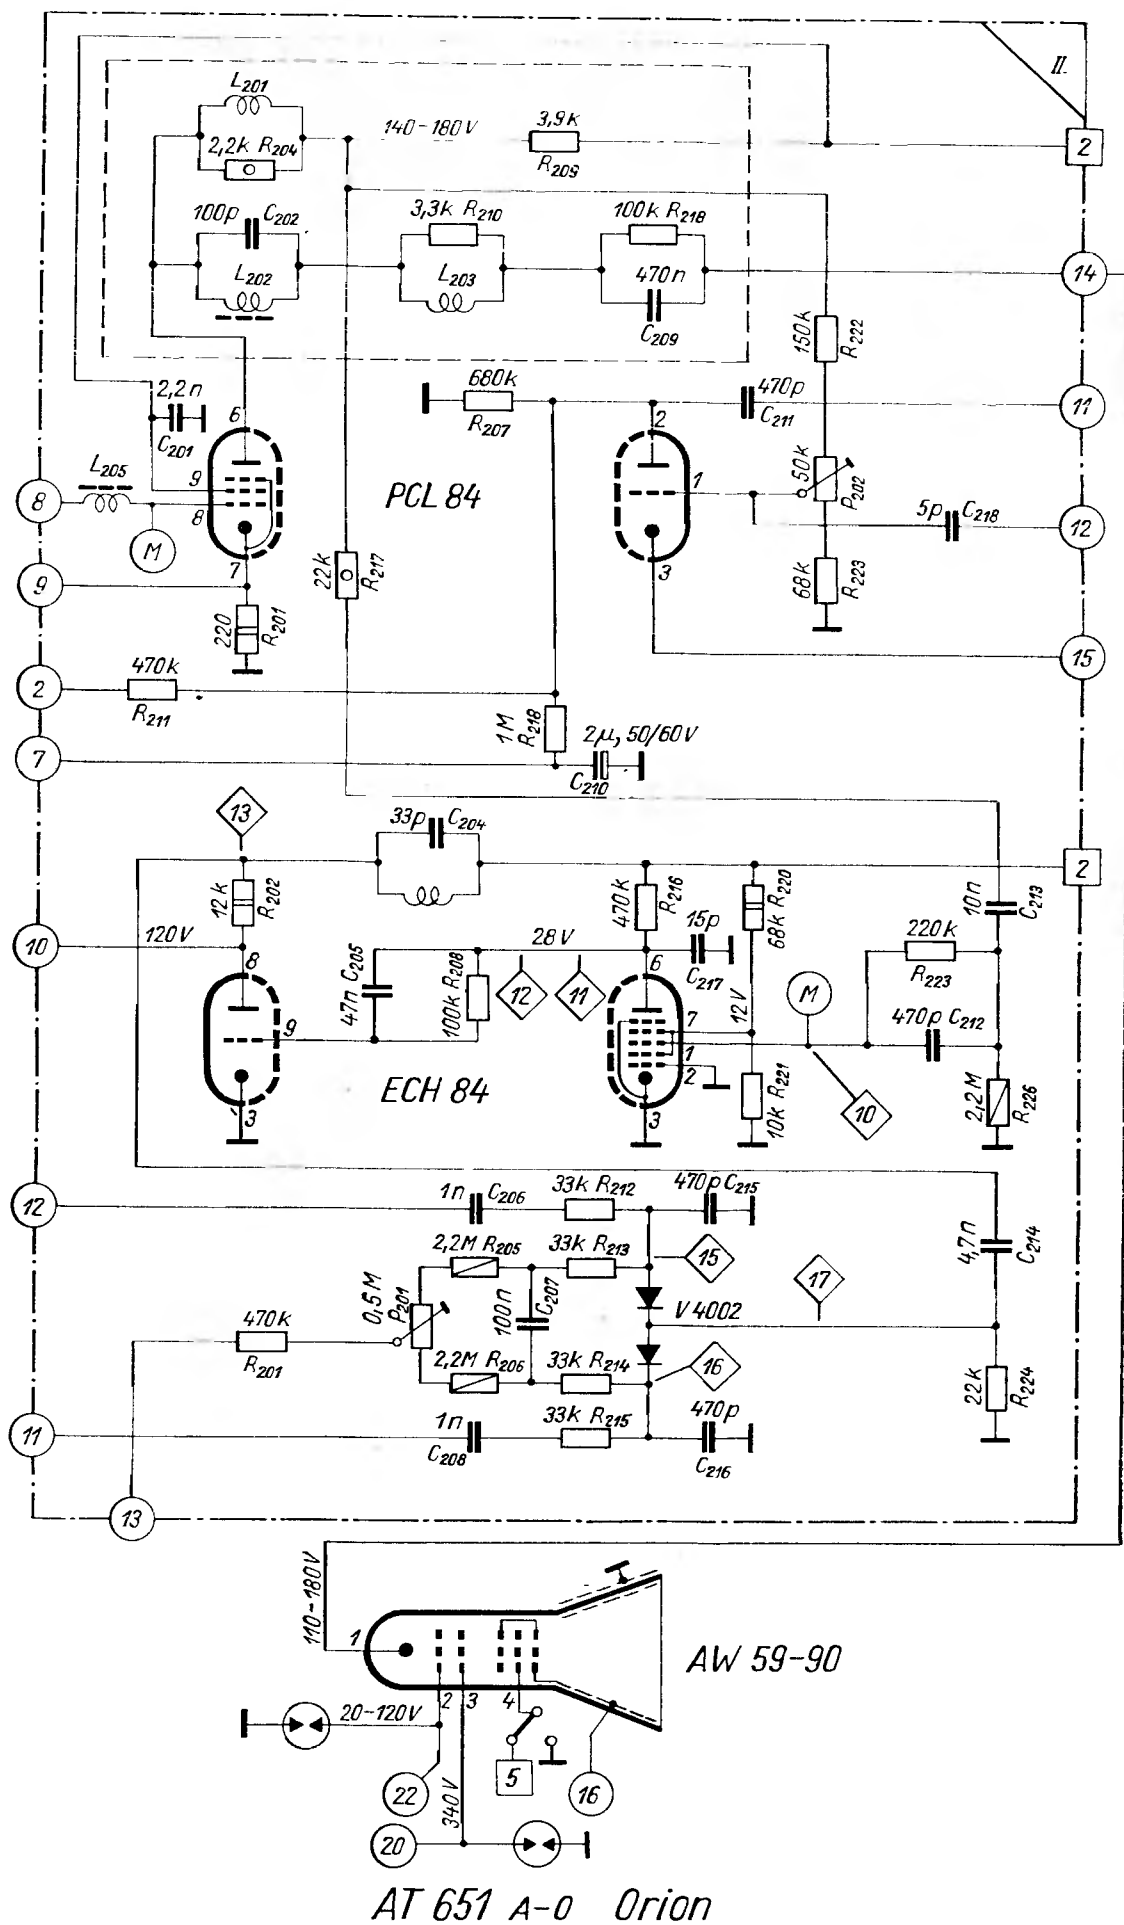 II.
L201
2,2k R204
140-180V
3,9k
R209
2
100p C202
L202
3,3k R210
L203
100k R218
470n
C209
14
150k R222
2,2n
C201
6
680k
R207
470p
C211
11
2
L205
8
9
8
M
PCL 84
1
50k P202
5p C218
12
7
3
9
22k R217
68k R223
220 R201
15
2
470k
R211
1M R218
2µ, 50/60V
C210
7
13
33p C204
2
12k R202
470k R216
68k R220
10n C213
10
120V
8
47n C205
100k R208
28V
12
11
6
15p
C217
12V
M
220k
R223
9
7
1
2
470p C212
ECH 84
3
3
10k R221
10
2,2M R226
12
1n C206
33k R212
470p C215
2,2M R205
33k R213
15
4,7n C214
0,5M P201
100n C207
V4002
17
470k
R201
2,2M R206
33k R214
16
22k R224
11
1n
C208
33k R215
470p
C216
13
110-180V
1
AW 59-90
2
3
4
20-120V
5
22
340V
16
20
AT 651 A-O Orion